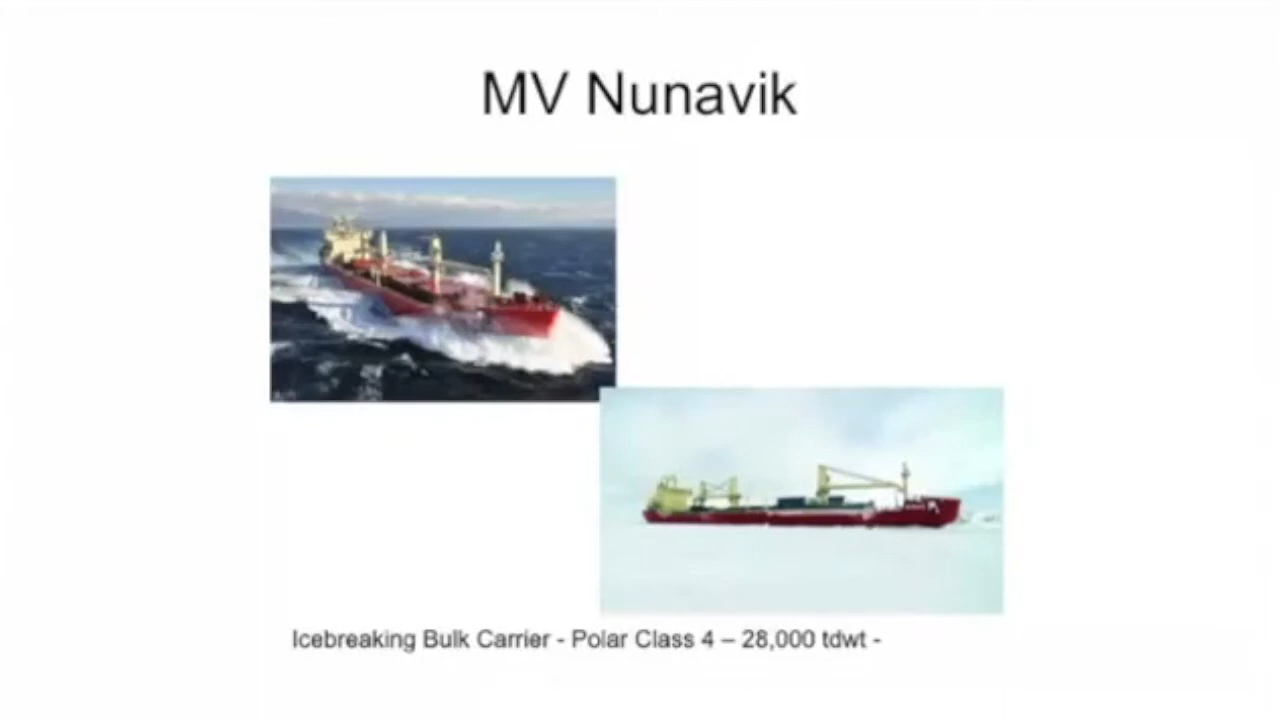 MV Nunavik
Icebreaking Bulk Carrier - Polar Class 4 – 28,000 tdwt -